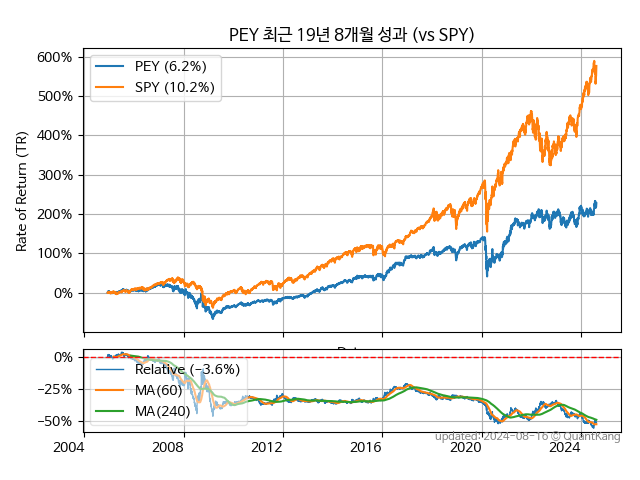 PEY 최근 19년 8개월 성과 (vs SPY)
600%
500%
400%
300%
200%
100%
0%
Rate of Return (TR)
PEY (6.2%)
SPY (10.2%)
0%
−25%
−50%
Relative (−3.6%)
MA(60)
MA(240)
2004 2008 2012 2016 2020 2024
updated: 2024-08-16 © QuantKang